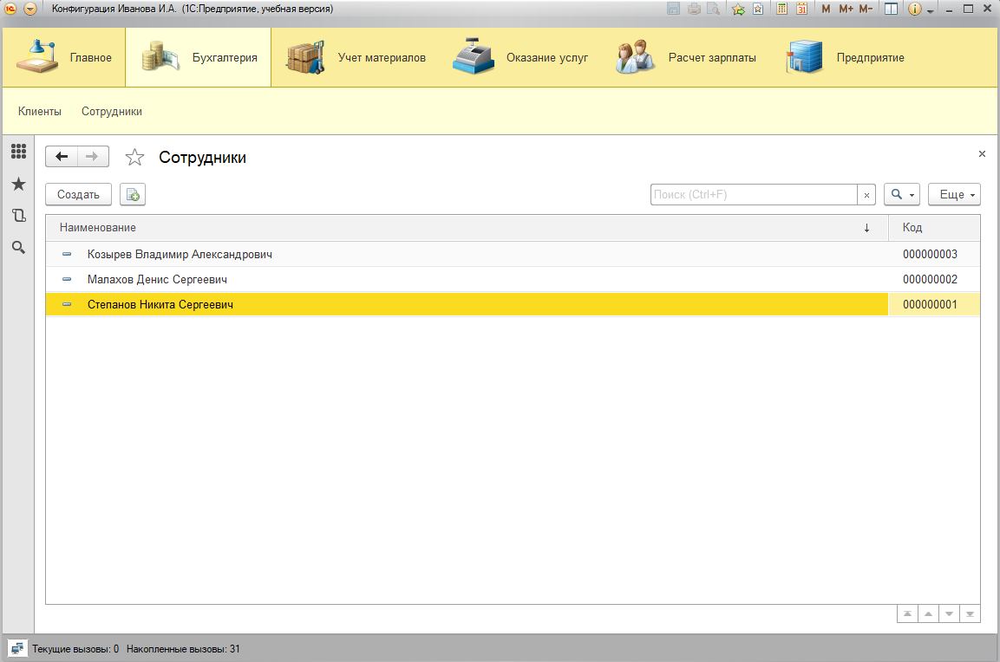 1С Конфигурация Иванова И.А. (1С:Предприятие, учебная версия) 31 M M+ M-
Главное Бухгалтерия Учет материалов Оказание услуг Расчет зарплаты Предприятие
Клиенты Сотрудники
Сотрудники
Создать Поиск (Ctrl+F) Еще
Наименование Код
Козырев Владимир Александрович 000000003
Малахов Денис Сергеевич 000000002
Степанов Никита Сергеевич 000000001
Текущие вызовы: 0 Накопленные вызовы: 31